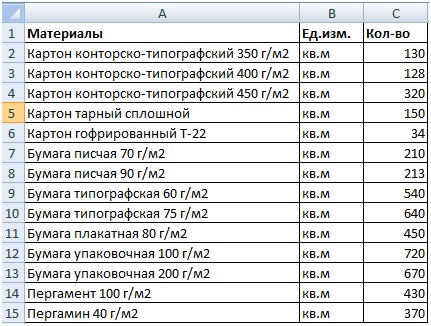 A B C
1 Материалы Ед.изм. Кол-во
2 Картон конторско-типографский 350 г/м2 кв.м 130
3 Картон конторско-типографский 400 г/м2 кв.м 128
4 Картон конторско-типографский 450 г/м2 кв.м 320
5 Картон тарный сплошной кв.м 150
6 Картон гофрированный Т-22 кв.м 34
7 Бумага писчая 70 г/м2 кв.м 210
8 Бумага писчая 90 г/м2 кв.м 213
9 Бумага типографская 60 г/м2 кв.м 540
10 Бумага типографская 75 г/м2 кв.м 640
11 Бумага плакатная 80 г/м2 кв.м 450
12 Бумага упаковочная 100 г/м2 кв.м 720
13 Бумага упаковочная 200 г/м2 кв.м 670
14 Пергамент 100 г/м2 кв.м 430
15 Пергамин 40 г/м2 кв.м 370